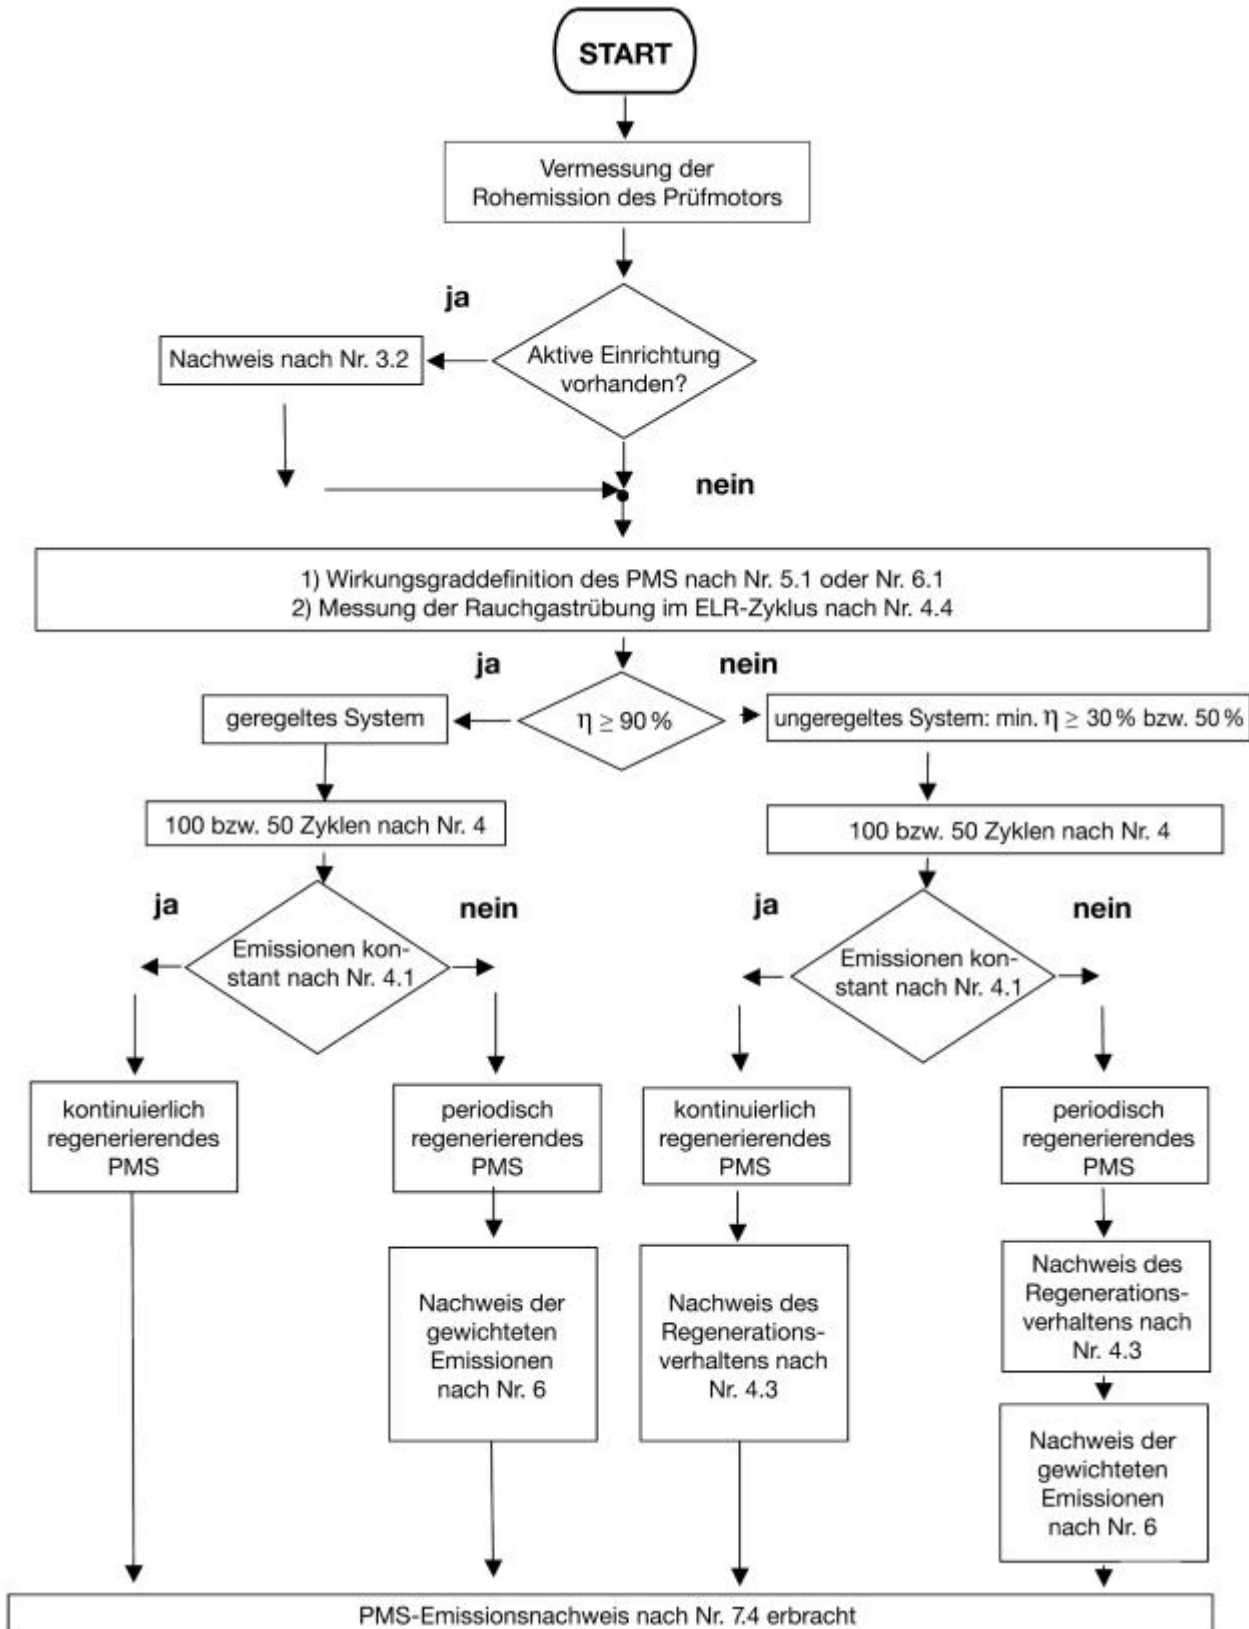 START
Vermessung der
Rohemission des Prüfmotors
ja
Aktive Einrichtung
vorhanden?
Nachweis nach Nr. 3.2
nein
1) Wirkungsgraddefinition des PMS nach Nr. 5.1 oder Nr. 6.1
2) Messung der Rauchgastrübung im ELR-Zyklus nach Nr. 4.4
ja
nein
geregeltes System
η ≥ 90 %
ungeregeltes System: min. η ≥ 30 % bzw. 50 %
100 bzw. 50 Zyklen nach Nr. 4
100 bzw. 50 Zyklen nach Nr. 4
ja
nein
Emissionen kon-
stant nach Nr. 4.1
ja
nein
Emissionen kon-
stant nach Nr. 4.1
kontinuierlich
regenerierendes
PMS
periodisch
regenerierendes
PMS
kontinuierlich
regenerierendes
PMS
periodisch
regenerierendes
PMS
Nachweis der
gewichteten
Emissionen
nach Nr. 6
Nachweis des
Regenerations-
verhaltens nach
Nr. 4.3
Nachweis des
Regenerations-
verhaltens nach
Nr. 4.3
Nachweis der
gewichteten
Emissionen
nach Nr. 6
PMS-Emissionsnachweis nach Nr. 7.4 erbracht